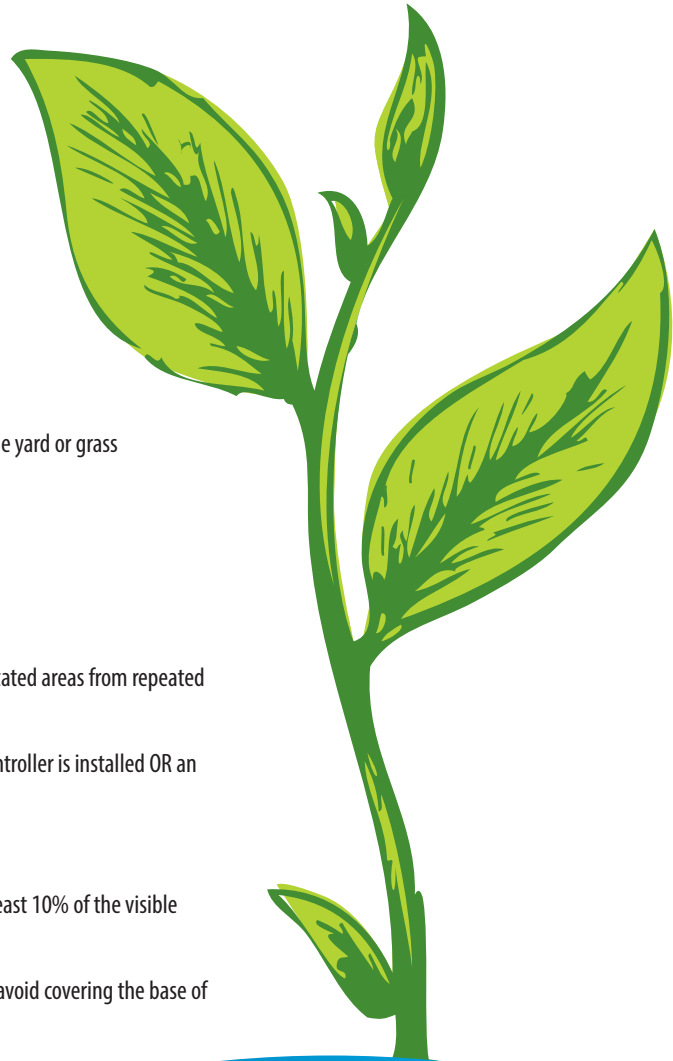 e yard or grass
ated areas from repeated
ntroller is installed OR an
east 10% of the visible
avoid covering the base of